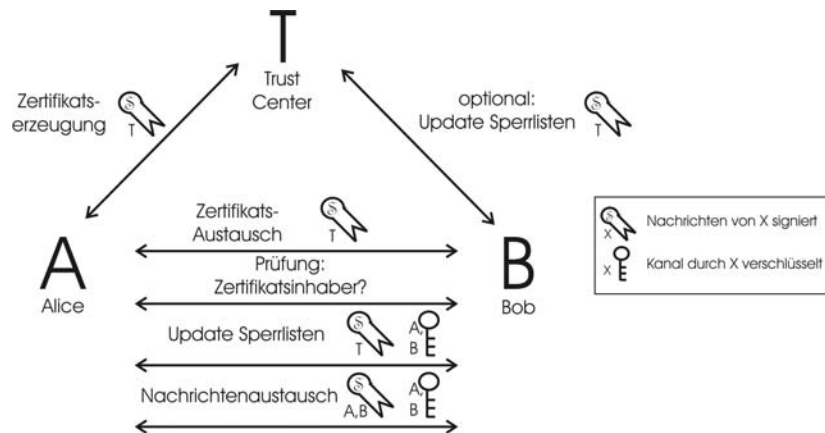 T
Trust
Center
Zertifikats-
erzeugung
T
optional:
Update Sperrlisten
T
Zertifikats-
Austausch
T
A
Alice
B
Bob
Prüfung:
Zertifikatsinhaber?
Update Sperrlisten
T
A,
B
Nachrichtenaustausch
A,B
A,
B
X
Nachrichten von X signiert
X
Kanal durch X verschlüsselt